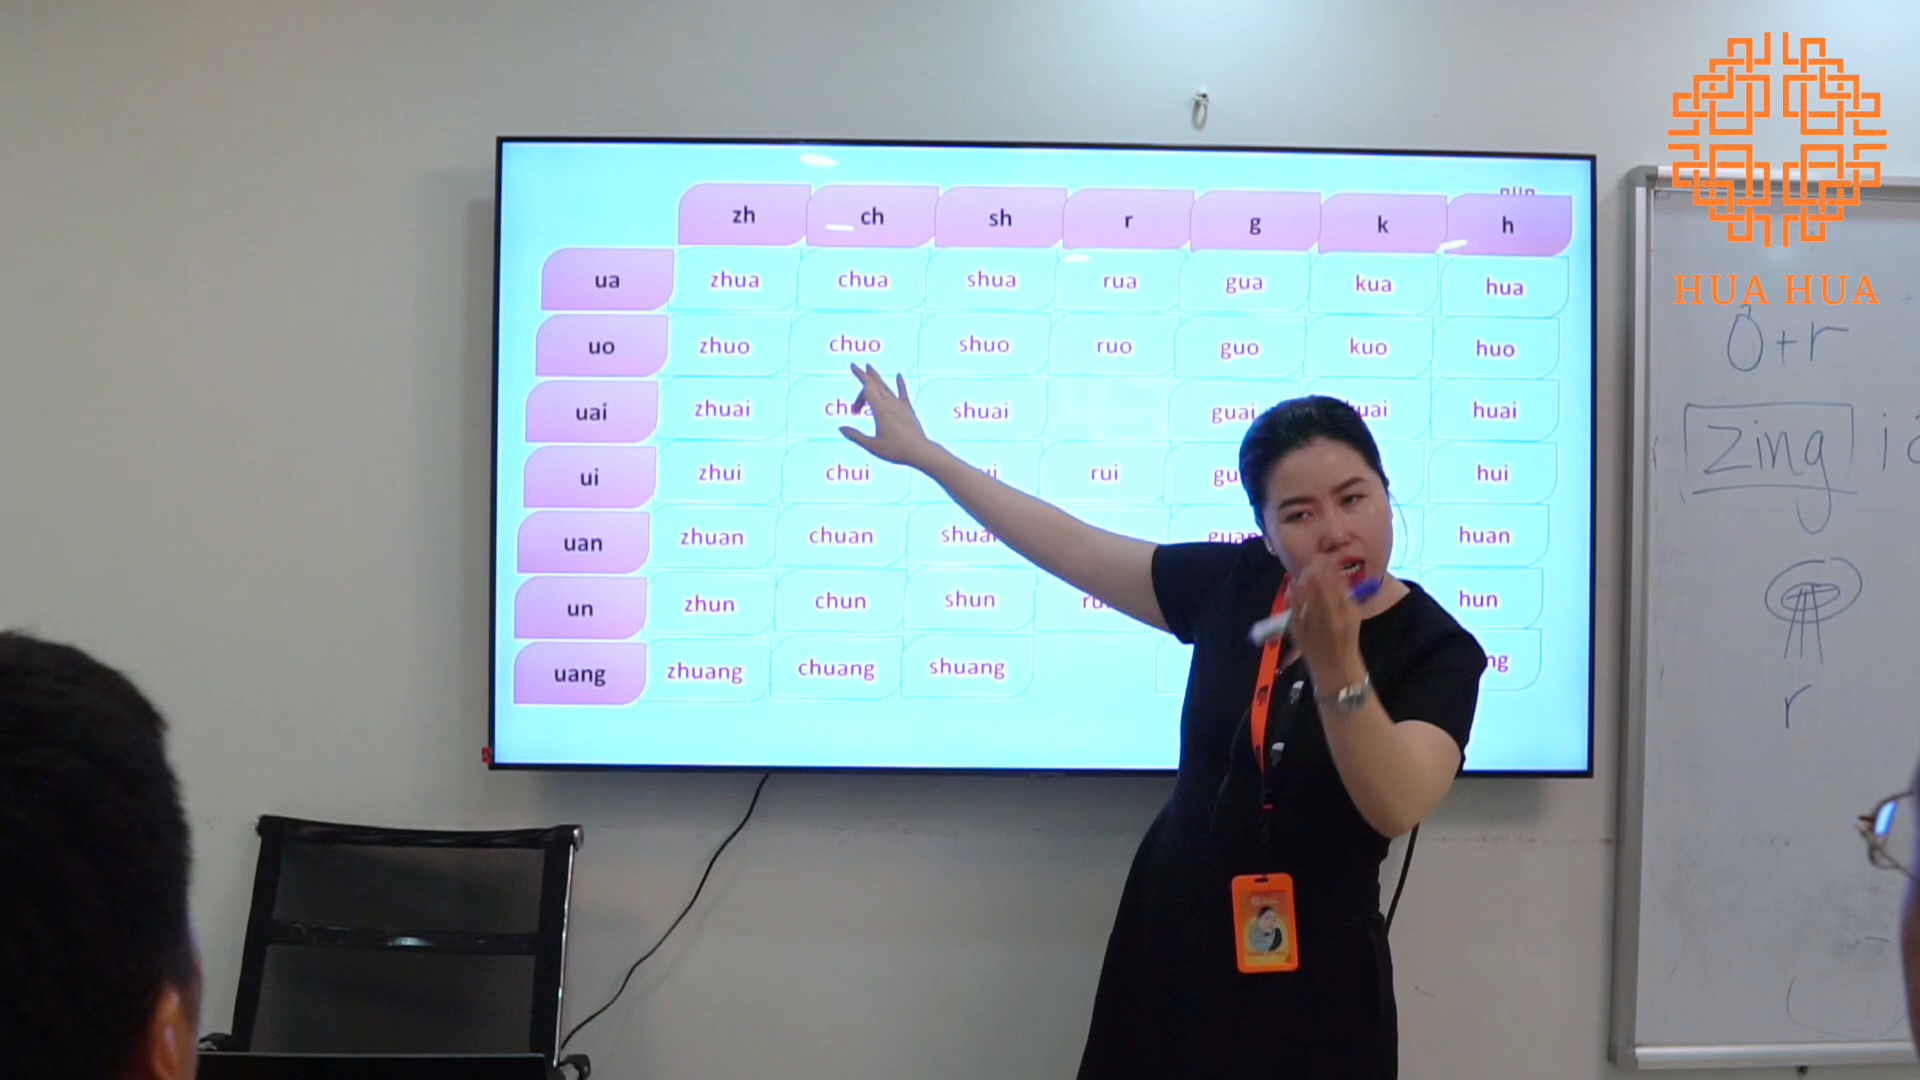 HUA HUA
zh ch sh r g k h
ua zhua chua shua rua gua kua hua
uo zhuo chuo shuo ruo guo kuo huo
uai zhuai shuai guai huai
ui zhui chui rui hui
uan zhuan chuan huan
un zhun chun shun hun
uang zhuang chuang shuang
zing
r